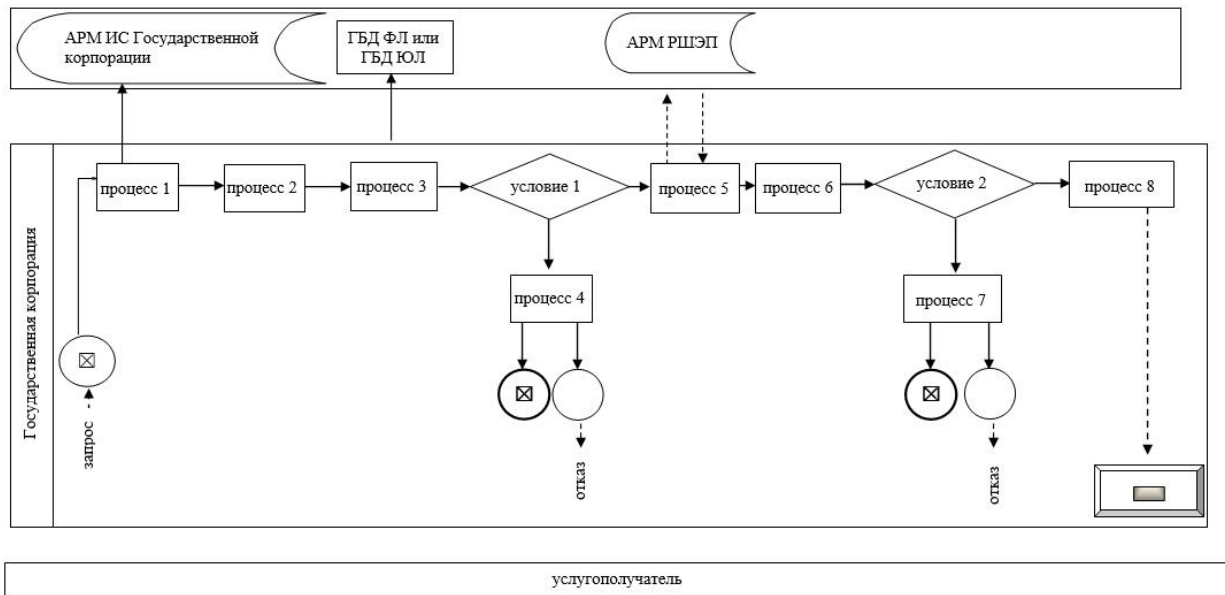 АРМ ИС Государственной
корпорации
ГБД ФЛ или
ГБД ЮЛ
АРМ РШЭП
Государственная корпорация
процесс 1
процесс 2
процесс 3
условие 1
процесс 5
процесс 6
условие 2
процесс 8
процесс 4
процесс 7
запрос
отказ
отказ
услугополучатель